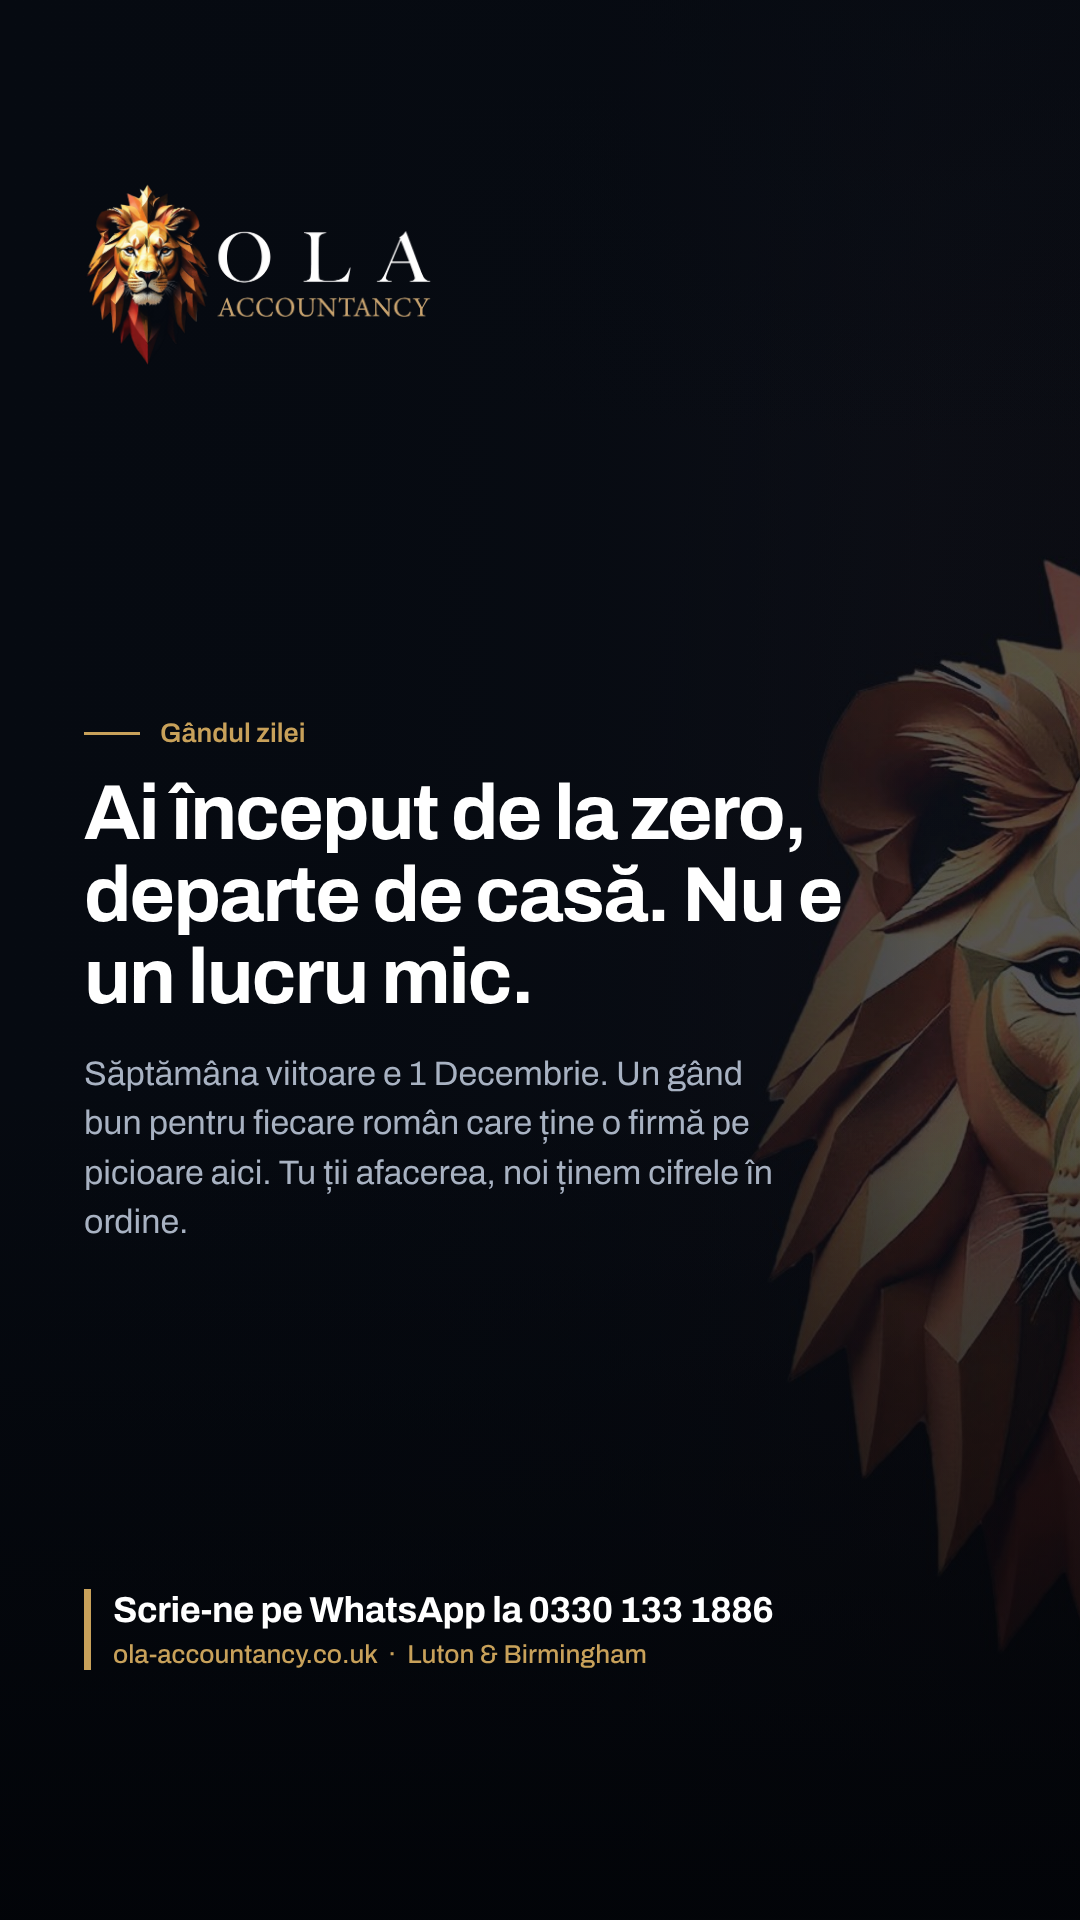 OLA
ACCOUNTANCY
Gândul zilei
Ai început de la zero,
departe de casă. Nu e
un lucru mic.
Săptămâna viitoare e 1 Decembrie. Un gând
bun pentru fiecare român care ține o firmă pe
picioare aici. Tu ții afacerea, noi ținem cifrele în
ordine.
Scrie-ne pe WhatsApp la 0330 133 1886
ola-accountancy.co.uk · Luton & Birmingham